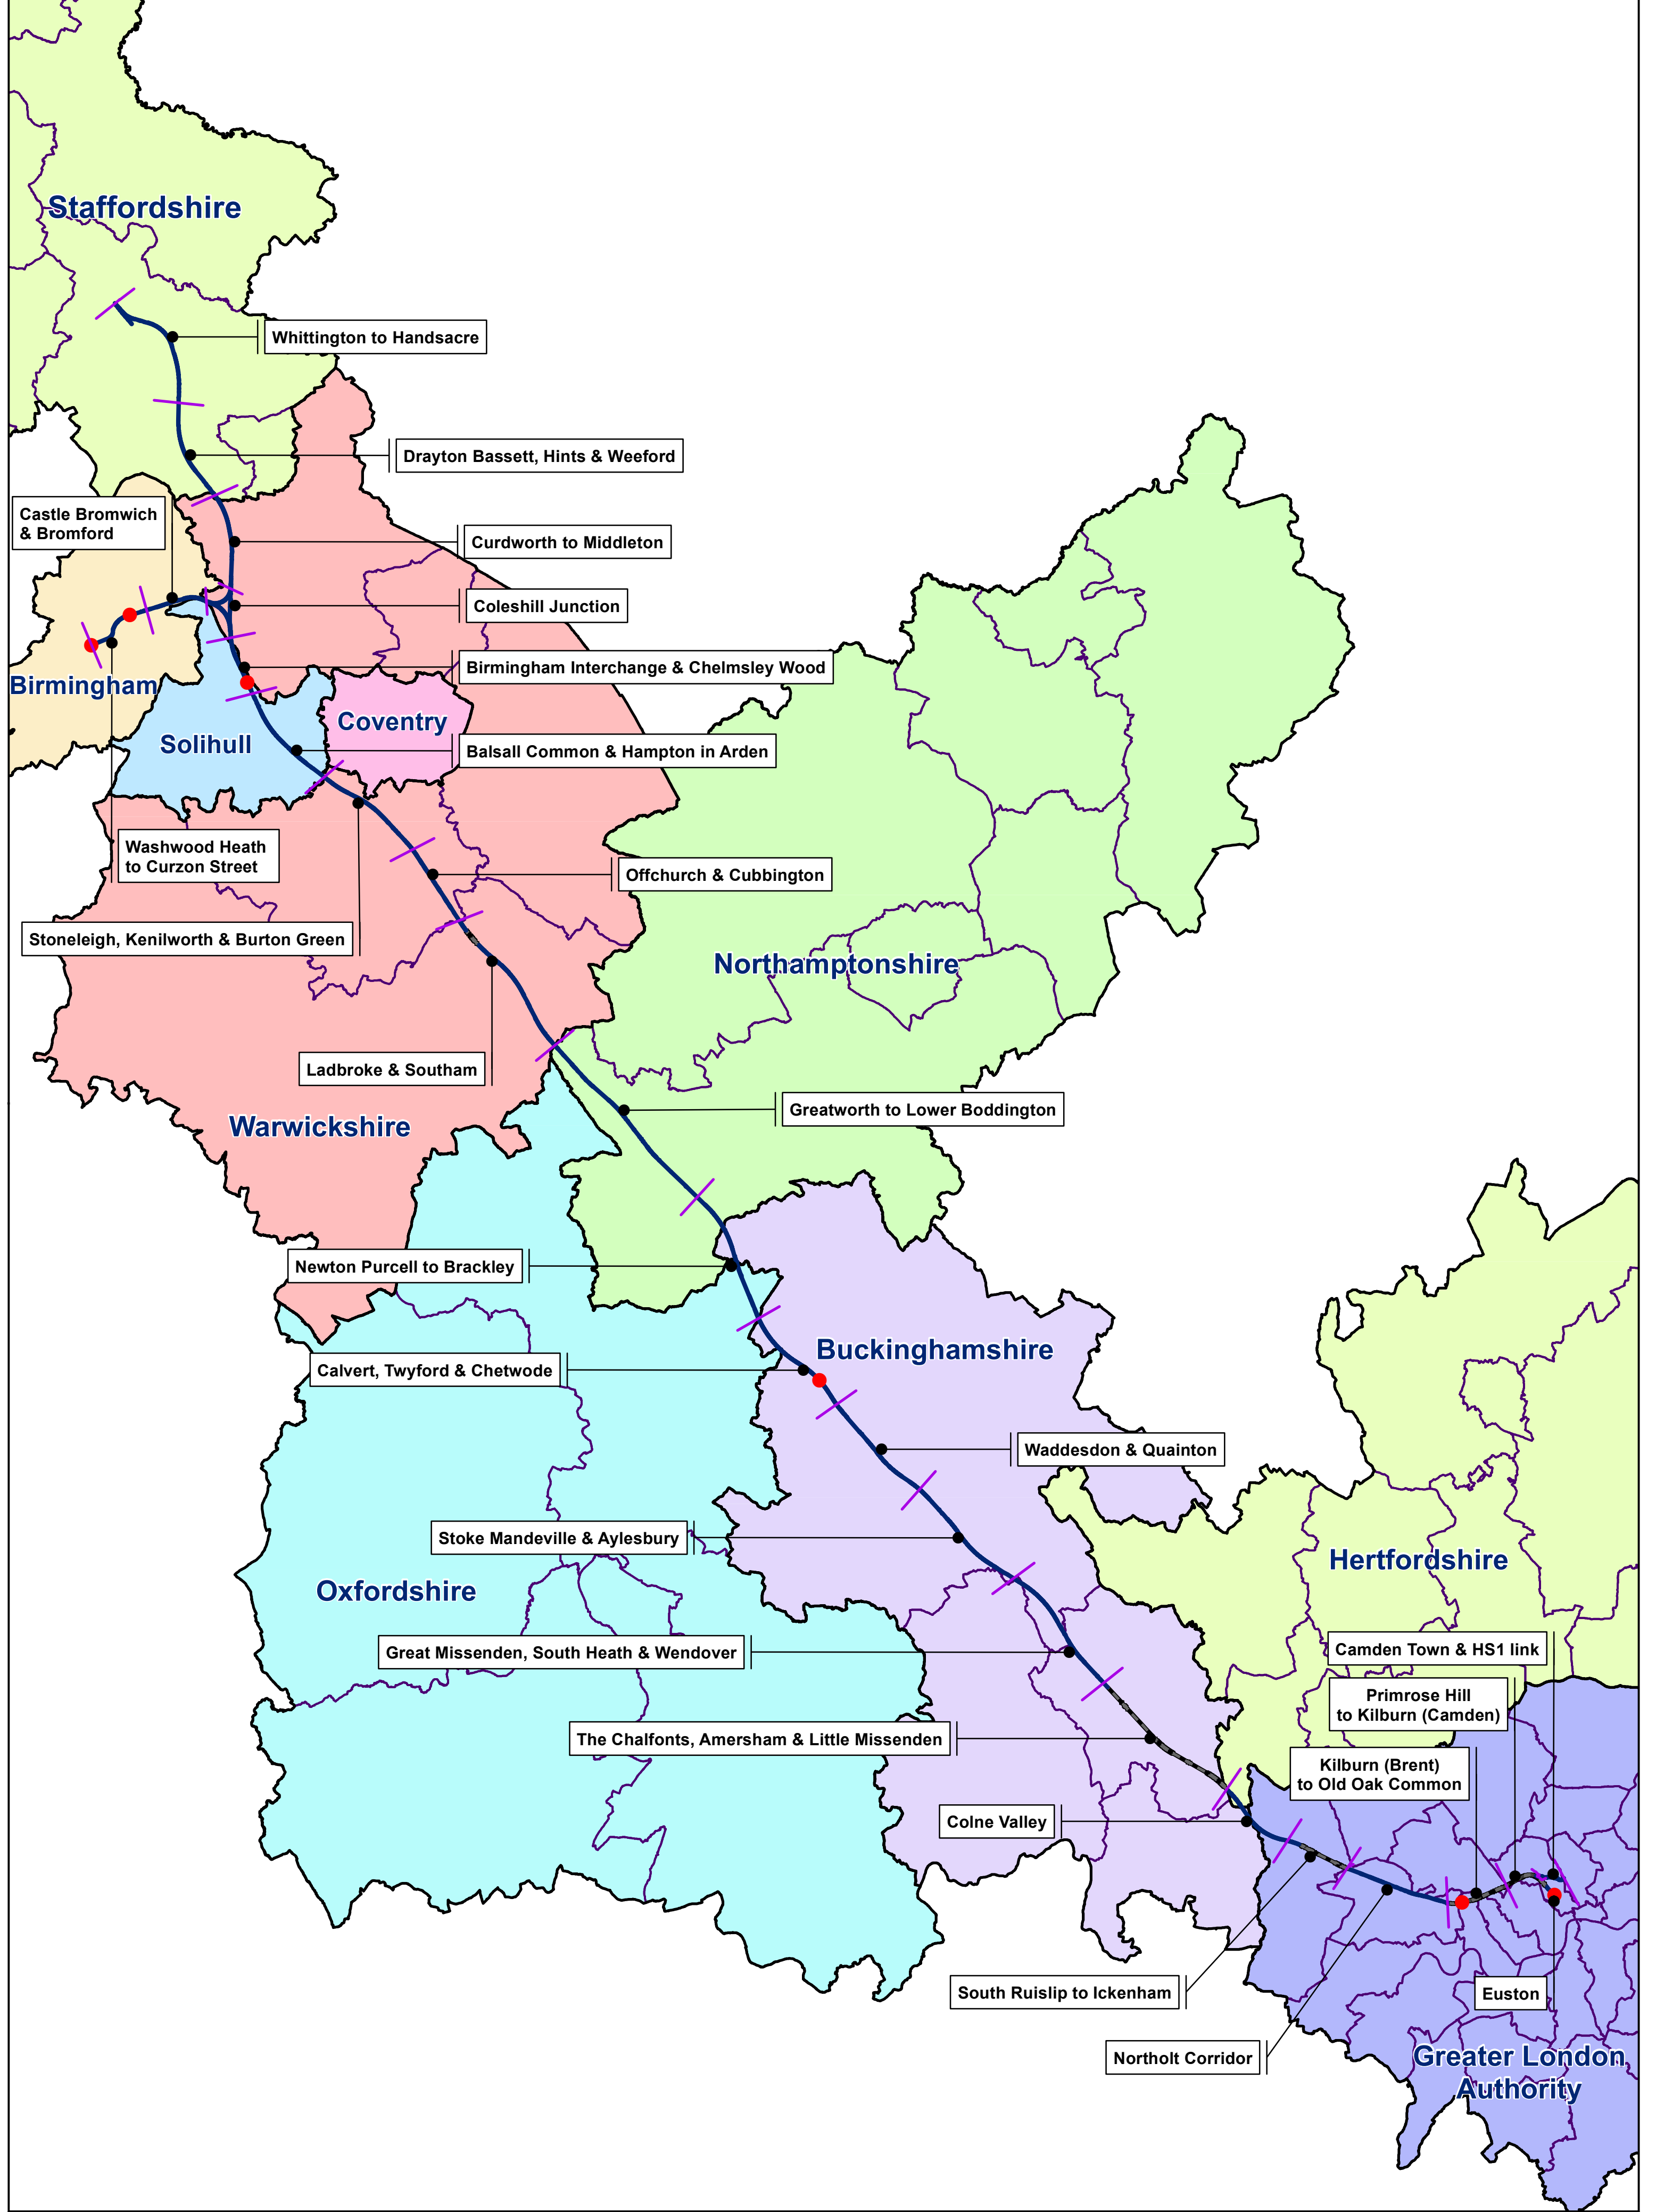 Staffordshire
Whittington to Handsacre
Drayton Bassett, Hints & Weeford
Castle Bromwich
& Bromford
Curdworth to Middleton
Coleshill Junction
Birmingham Interchange & Chelmsley Wood
Birmingham
Coventry
Solihull
Balsall Common & Hampton in Arden
Washwood Heath
to Curzon Street
Offchurch & Cubbington
Stoneleigh, Kenilworth & Burton Green
Northamptonshire
Ladbroke & Southam
Greatworth to Lower Boddington
Warwickshire
Newton Purcell to Brackley
Buckinghamshire
Calvert, Twyford & Chetwode
Waddesdon & Quainton
Stoke Mandeville & Aylesbury
Hertfordshire
Oxfordshire
Great Missenden, South Heath & Wendover
Camden Town & HS1 link
Primrose Hill
to Kilburn (Camden)
The Chalfonts, Amersham & Little Missenden
Kilburn (Brent)
to Old Oak Common
Colne Valley
South Ruislip to Ickenham
Euston
Northolt Corridor
Greater London
Authority